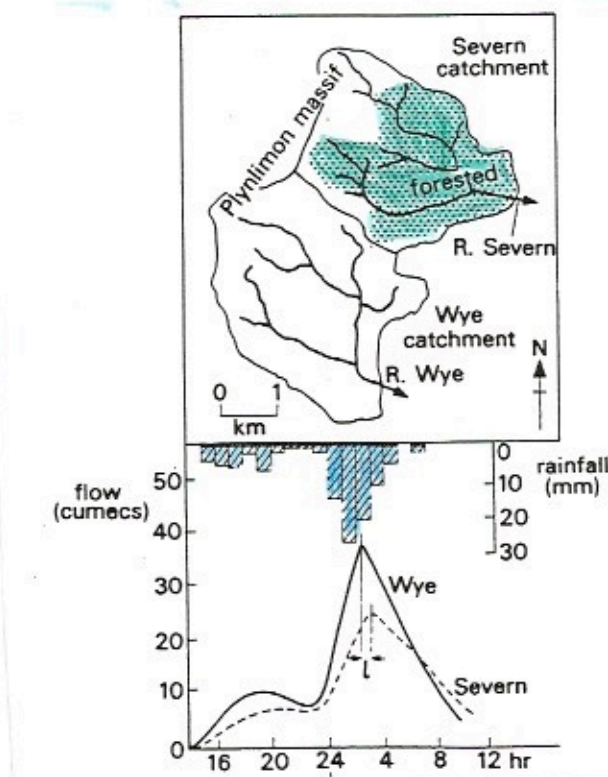 Severn
catchment
Plynlimon massif
forested
R. Severn
Wye
catchment
R. Wye
N
0 1
km
flow
(cumecs)
50
40
30
20
10
0
0
10
20
30
rainfall
(mm)
Wye
Severn
l
16 20 24 4 8 12 hr